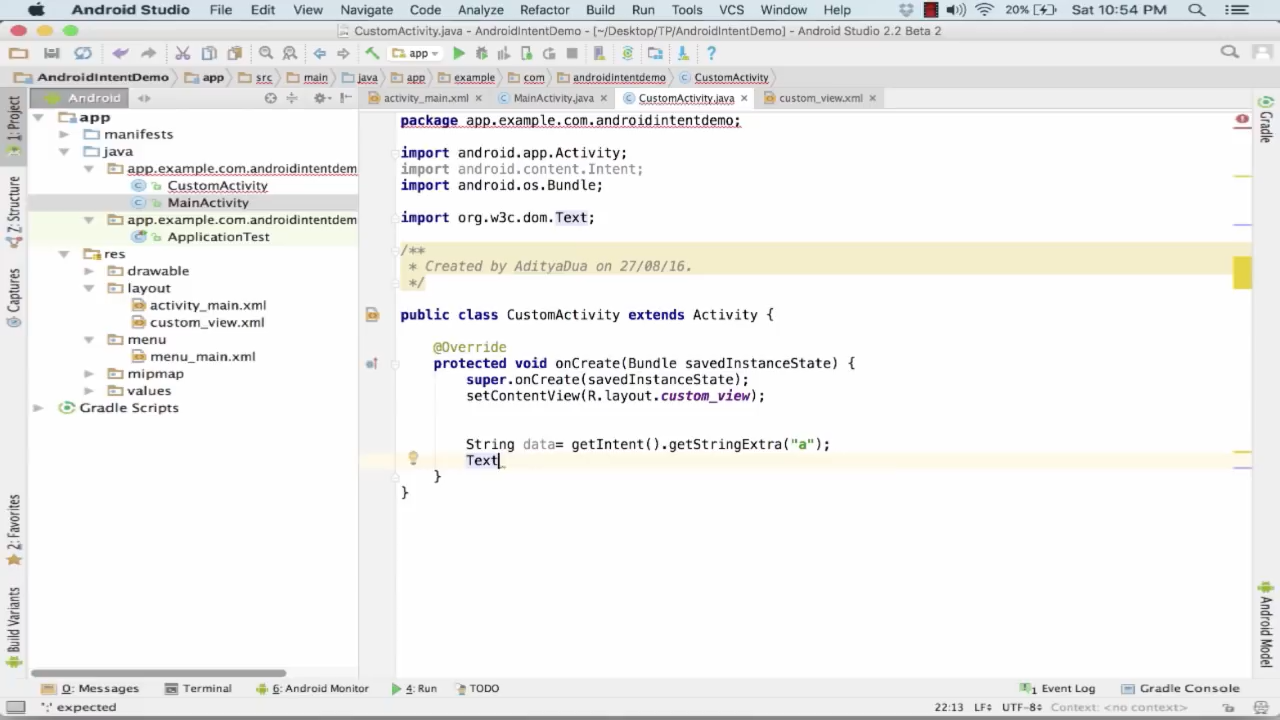 Android Studio File Edit View Navigate Code Analyze Refactor Build Run Tools VCS Window Help 20% Sat 10:54 PM
CustomActivity.java - AndroidIntentDemo - [~/Desktop/TP/AndroidIntentDemo] - Android Studio 2.2 Beta 2
app
AndroidIntentDemo app src main java app example com androidintentdemo CustomActivity
Android
activity_main.xml MainActivity.java CustomActivity.java custom_view.xml
1: Project
Z: Structure
Captures
2: Favorites
Build Variants
app
manifests
java
app.example.com.androidintentdem
CustomActivity
MainActivity
app.example.com.androidintentdem
ApplicationTest
res
drawable
layout
activity_main.xml
custom_view.xml
menu
menu_main.xml
mipmap
values
Gradle Scripts
package app.example.com.androidintentdemo;
import android.app.Activity;
import android.content.Intent;
import android.os.Bundle;
import org.w3c.dom.Text;
/**
* Created by AdityaDua on 27/08/16.
*/
public class CustomActivity extends Activity {
@Override
protected void onCreate(Bundle savedInstanceState) {
super.onCreate(savedInstanceState);
setContentView(R.layout.custom_view);
String data= getIntent().getStringExtra("a");
Text
}
}
Gradle
Android Model
0: Messages Terminal 6: Android Monitor 4: Run TODO 1 Event Log Gradle Console
';' expected 22:13 LF UTF-8 Context: <no context>